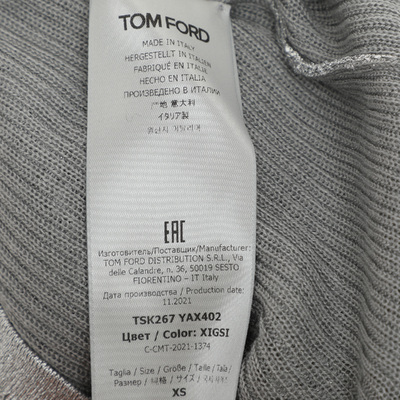 TOM FORD
MADE IN ITALY
HERGESTELLT IN ITALIEN
FABRIQUÉ EN ITALIE
HECHO EN ITALIA
ПРОИЗВЕДЕНО В ИТАЛИИ
地 意大利
イタリア製
EAC
Изготовитель/Поставщик/Manufacturer:
TOM FORD DISTRIBUTION S.R.L., Via
delle Calandre, n. 36, 50019 SESTO
FIORENTINO - IT Italy
Дата производства / Production date:
11.2021
TSK267 YAX402
Цвет / Color: XIGSI
C-CMT-2021-1374
Taglia / Size / Größe / Taille / Talla /
Размер / サイズ /
XS